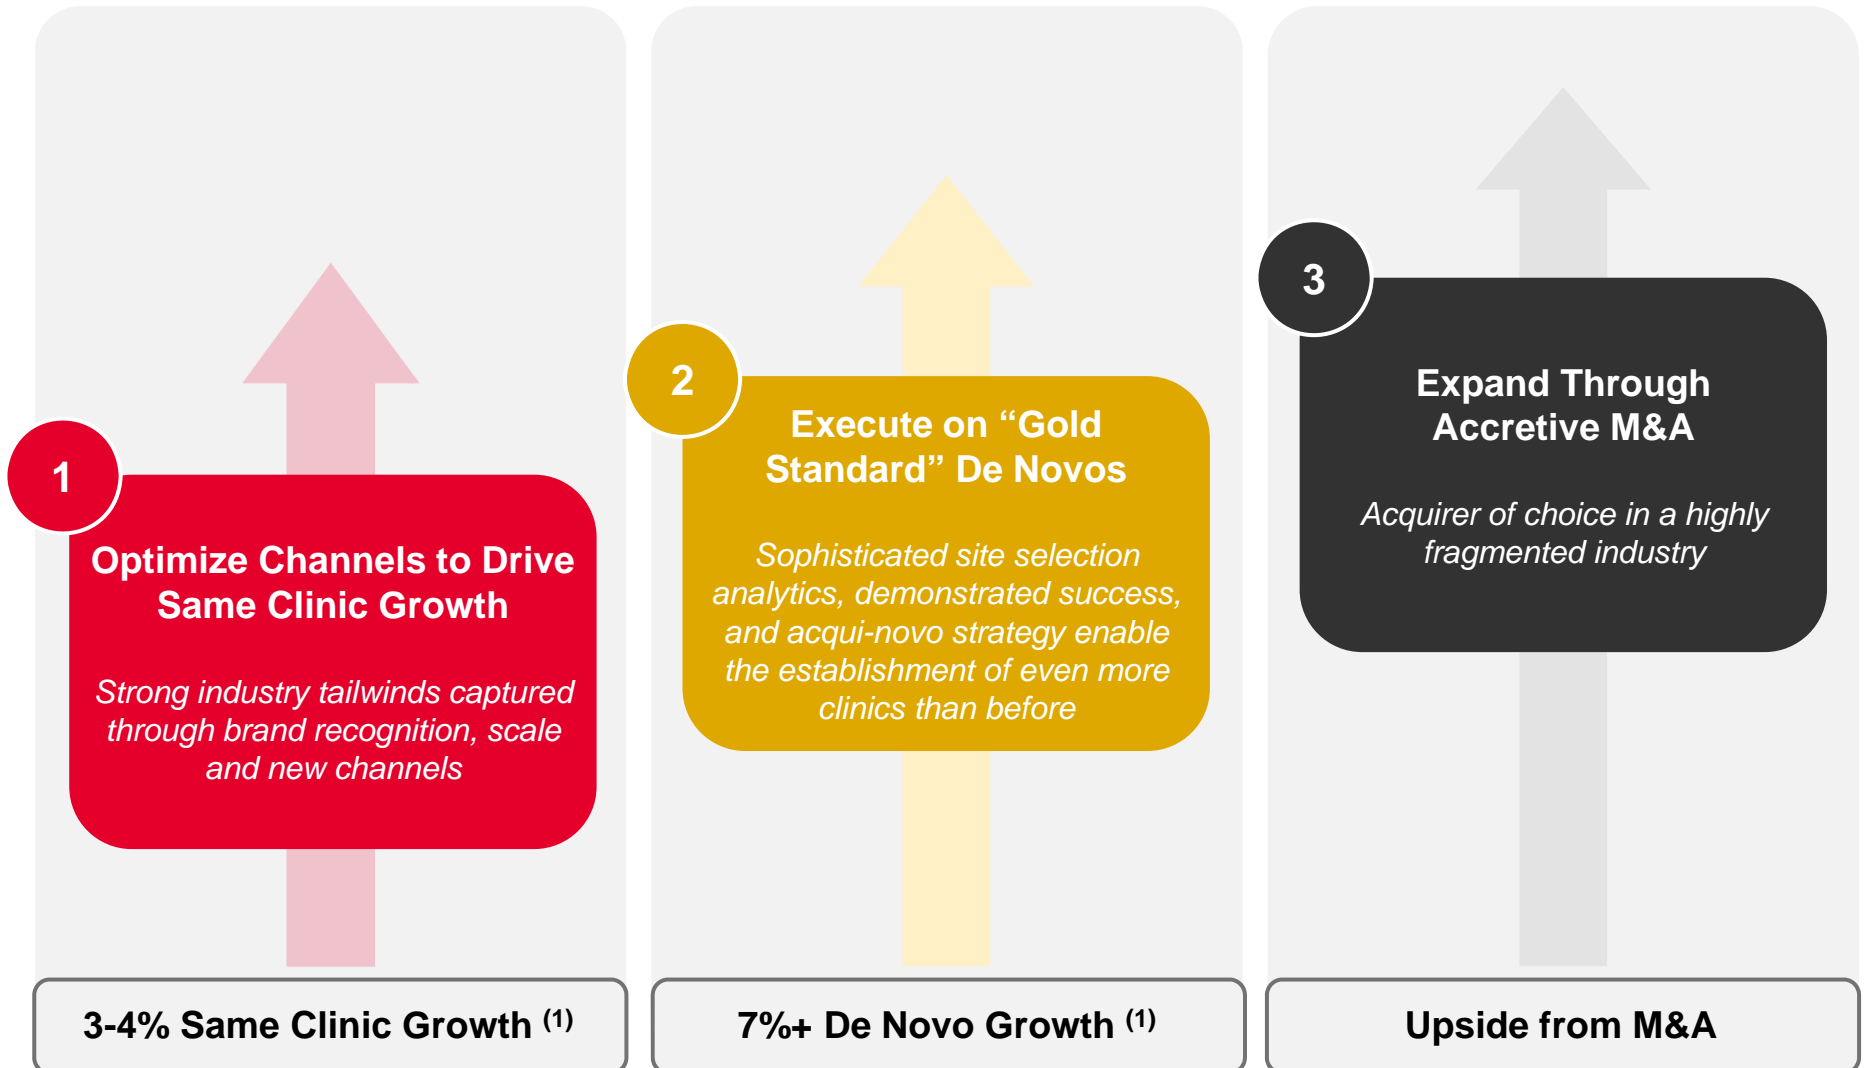 1
Optimize Channels to Drive
Same Clinic Growth
Strong industry tailwinds captured
through brand recognition, scale
and new channels
3-4% Same Clinic Growth (1)
2
Execute on “Gold
Standard” De Novos
Sophisticated site selection
analytics, demonstrated success,
and acqui-novo strategy enable
the establishment of even more
clinics than before
7%+ De Novo Growth (1)
3
Expand Through
Accretive M&A
Acquirer of choice in a highly
fragmented industry
Upside from M&A